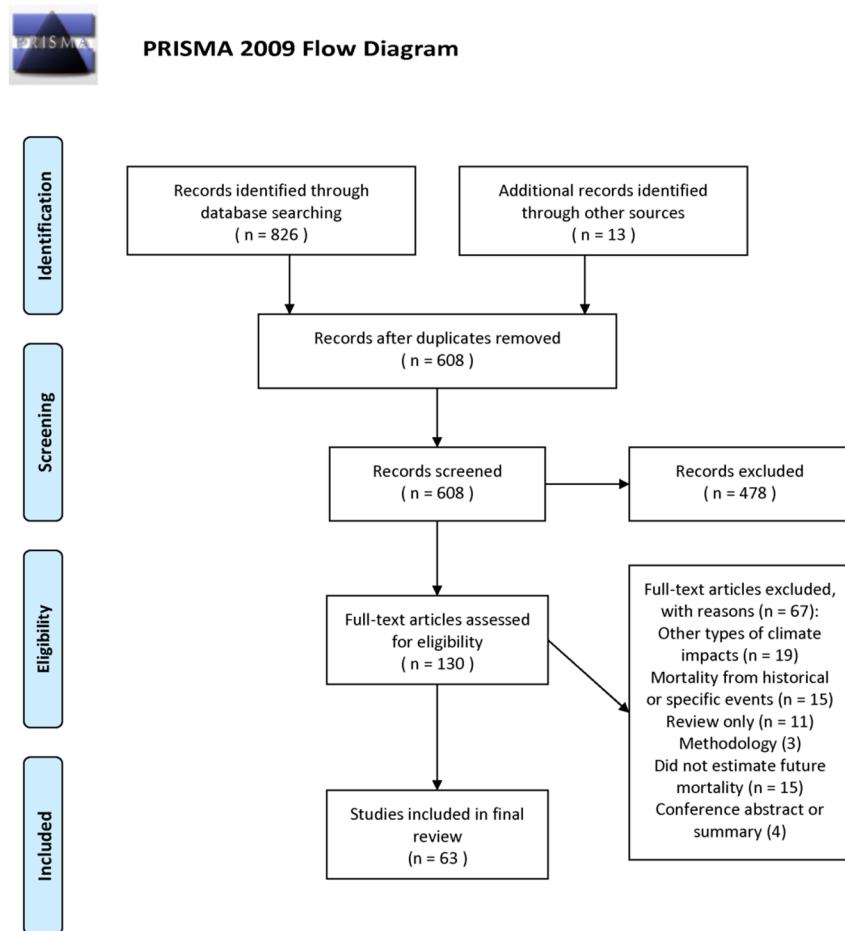 PRISMA
PRISMA 2009 Flow Diagram
Identification
Records identified through
database searching
( n = 826 )
Additional records identified
through other sources
( n = 13 )
Records after duplicates removed
( n = 608 )
Screening
Records screened
( n = 608 )
Records excluded
( n = 478 )
Eligibility
Full-text articles assessed
for eligibility
( n = 130 )
Full-text articles excluded,
with reasons (n = 67):
Other types of climate
impacts (n = 19)
Mortality from historical
or specific events (n = 15)
Review only (n = 11)
Methodology (3)
Did not estimate future
mortality (n = 15)
Conference abstract or
summary (4)
Included
Studies included in final
review
(n = 63 )